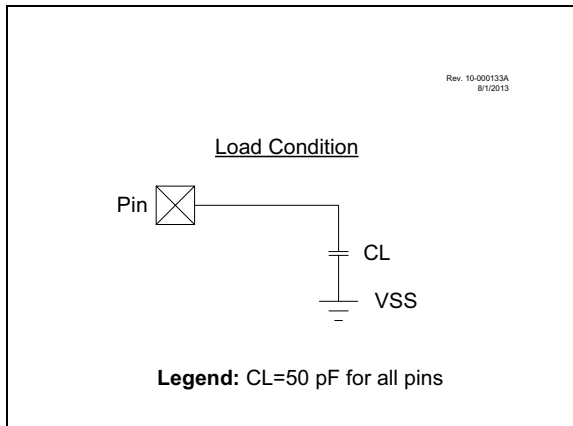 Rev. 10-000133A
8/1/2013
Load Condition
Pin
CL
VSS
Legend: CL=50 pF for all pins